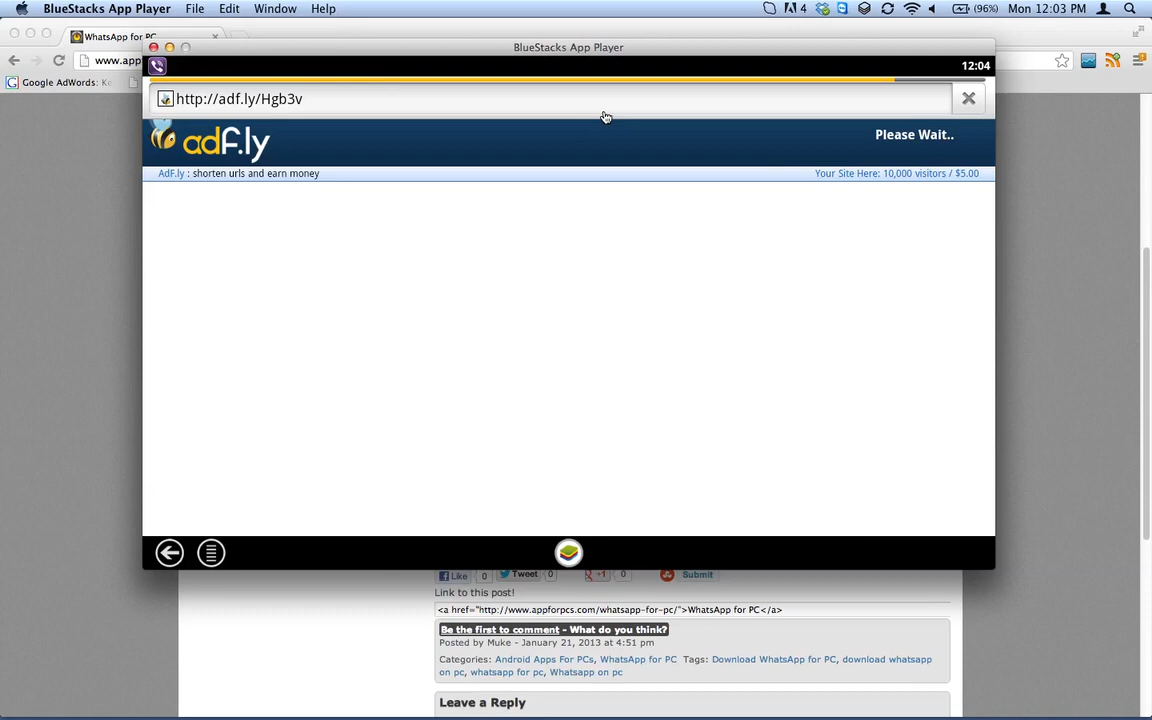 BlueStacks App Player File Edit Window Help 4 (96%) Mon 12:03 PM
WhatsApp for PC
BlueStacks App Player
www.app
Google AdWords: Ke
12:04
http://adf.ly/Hgb3v
adf.ly Please Wait..
AdF.ly : shorten urls and earn money Your Site Here: 10,000 visitors / $5.00
Like 0 Tweet 0 +1 0 Submit
Link to this post!
<a href="http://www.appforpcs.com/whatsapp-for-pc/">WhatsApp for PC</a>
Be the first to comment - What do you think?
Posted by Muke - January 21, 2013 at 4:51 pm
Categories: Android Apps For PCs, WhatsApp for PC Tags: Download WhatsApp for PC, download whatsapp
on pc, whatsapp for pc, Whatsapp on pc
Leave a Reply